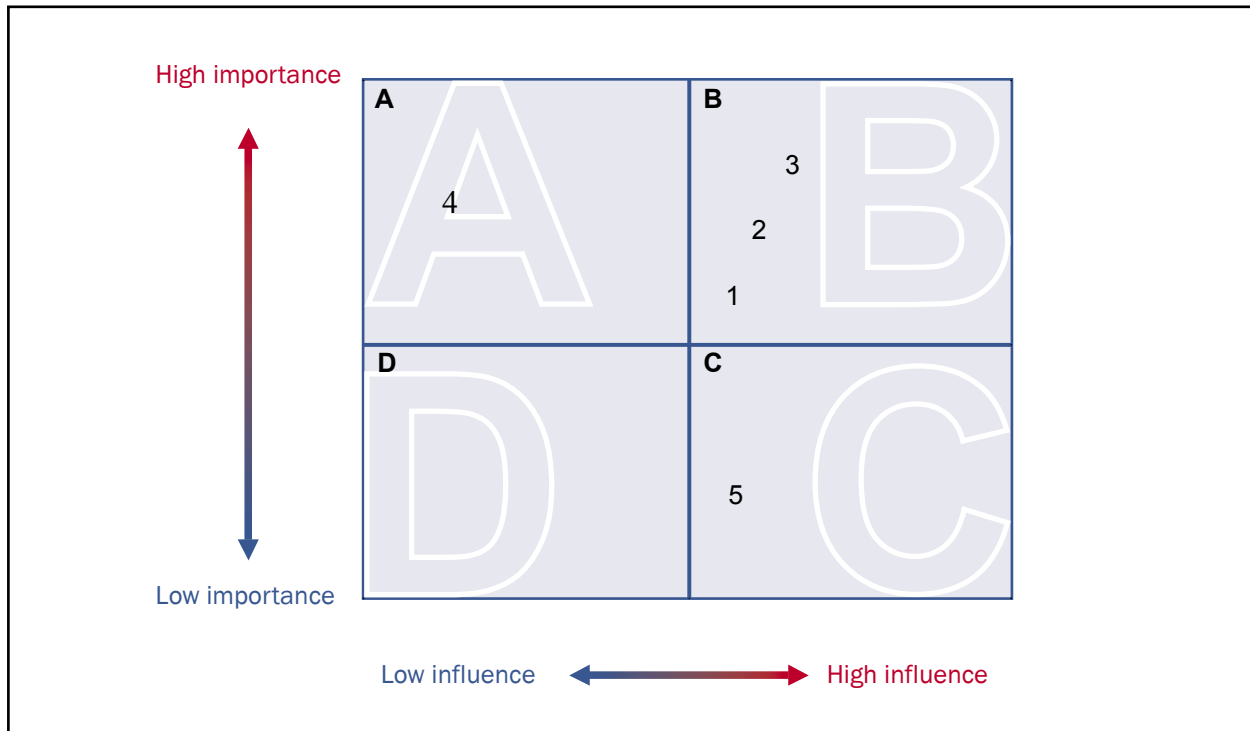 High importance
A
B
3
4
2
1
D
C
5
Low importance
Low influence
High influence
A
B
D
C